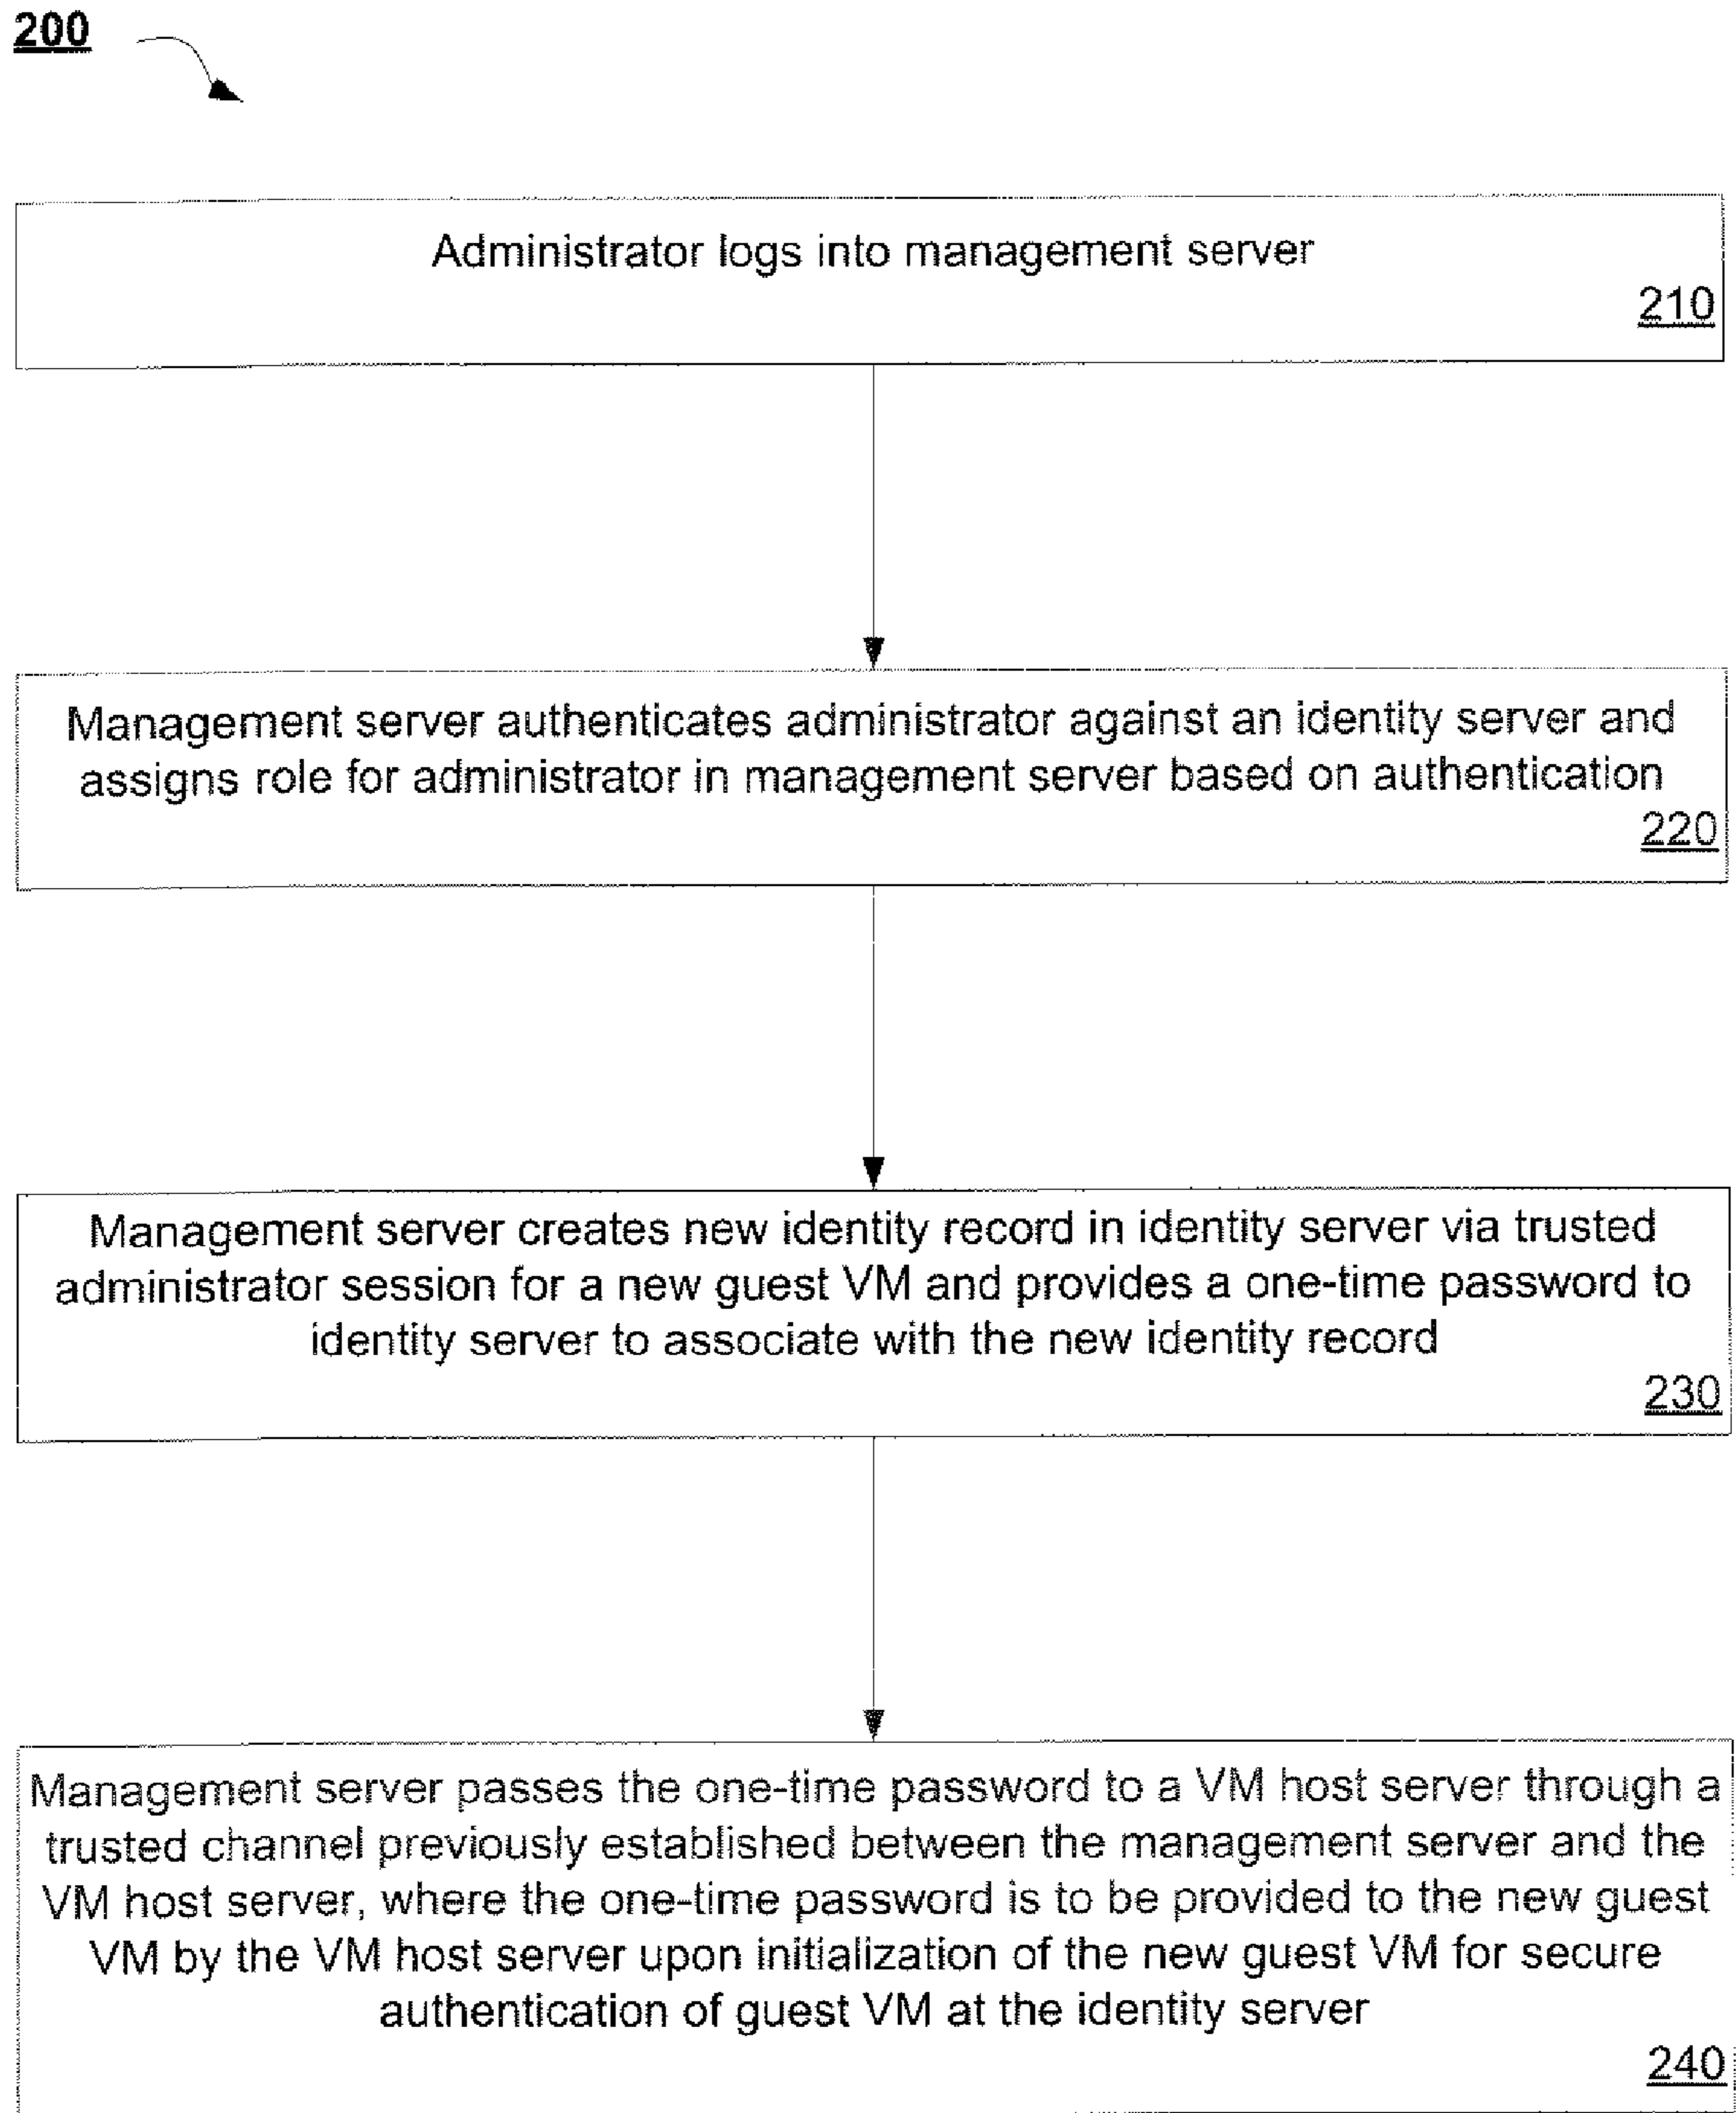 200
Administrator logs into management server
210
Management server authenticates administrator against an identity server and
assigns role for administrator in management server based on authentication
220
Management server creates new identity record in identity server via trusted
administrator session for a new guest VM and provides a one-time password to
identity server to associate with the new identity record
230
Management server passes the one-time password to a VM host server through a
trusted channel previously established between the management server and the
VM host server, where the one-time password is to be provided to the new guest
VM by the VM host server upon initialization of the new guest VM for secure
authentication of guest VM at the identity server
240